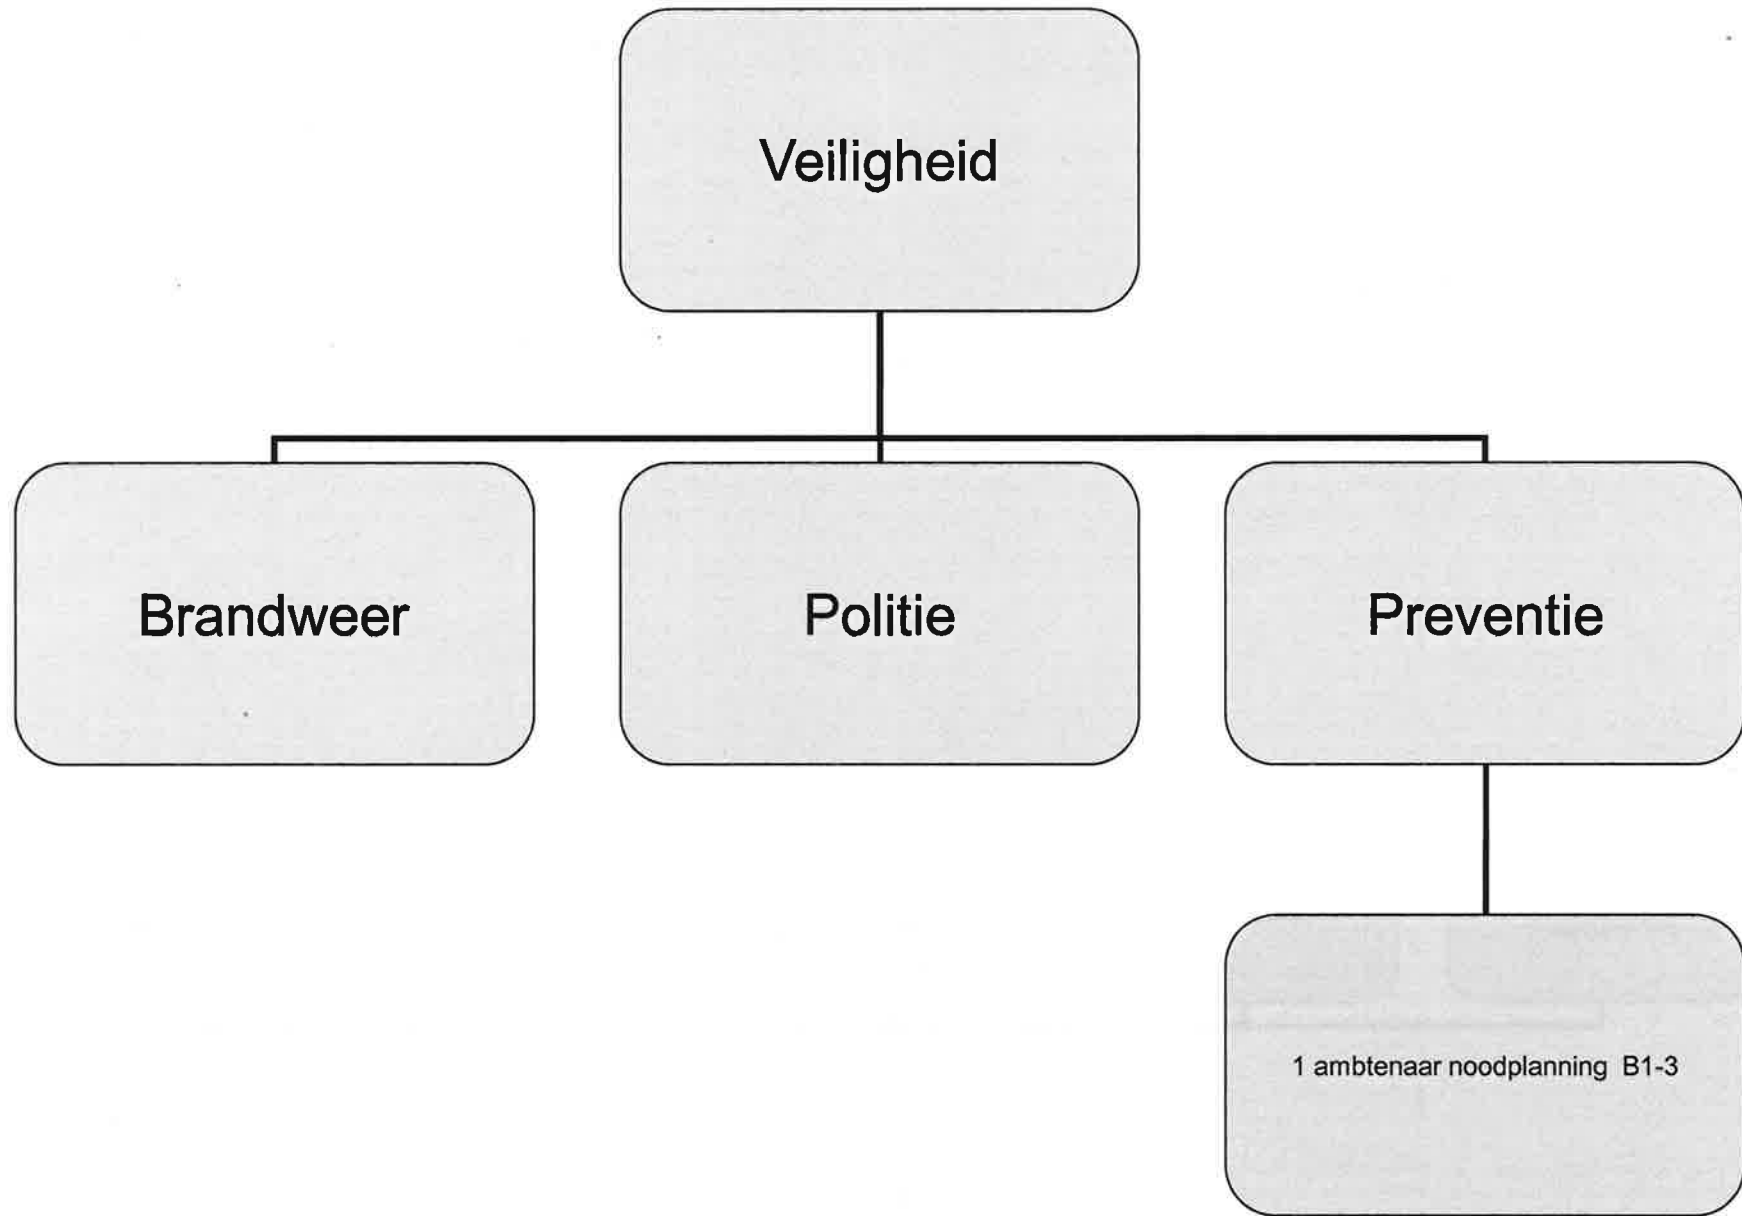 Veiligheid
Brandweer
Politie
Preventie
1 ambtenaar noodplanning B1-3